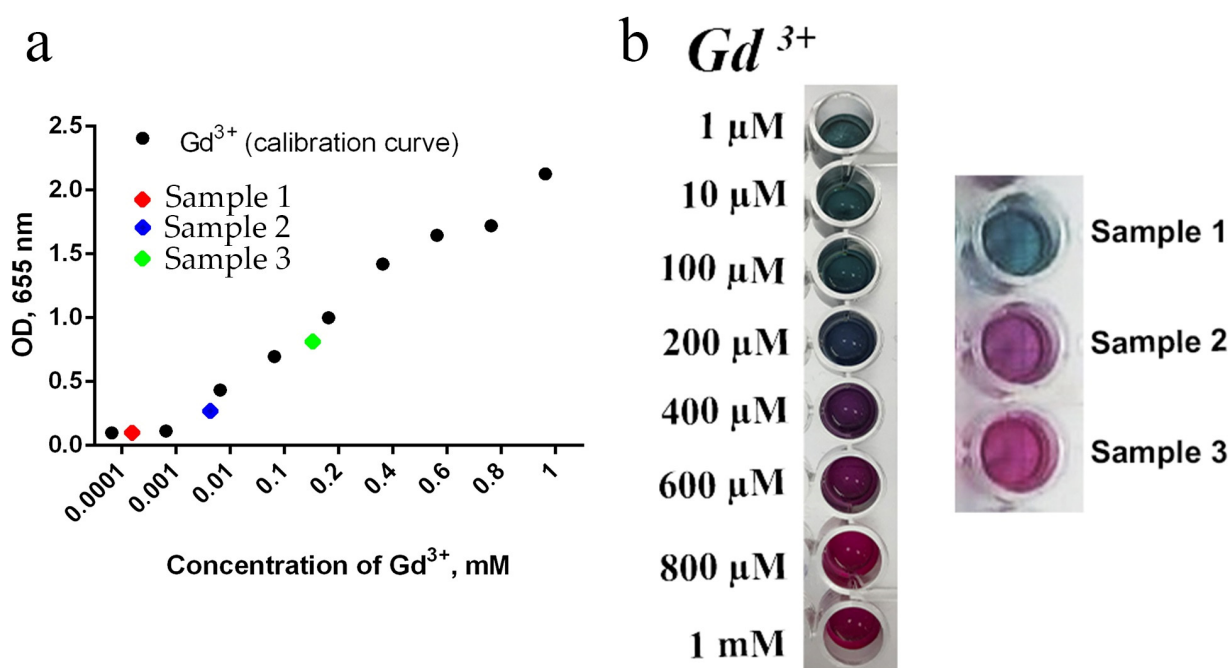 a
2.5
2.0
1.5
1.0
0.5
0.0
OD, 655 nm
Gd³⁺ (calibration curve)
Sample 1
Sample 2
Sample 3
0.0001
0.001
0.01
0.1
0.2
0.4
0.6
0.8
1
Concentration of Gd³⁺, mM
b
Gd ³⁺
1 µM
10 µM
100 µM
200 µM
400 µM
600 µM
800 µM
1 mM
Sample 1
Sample 2
Sample 3